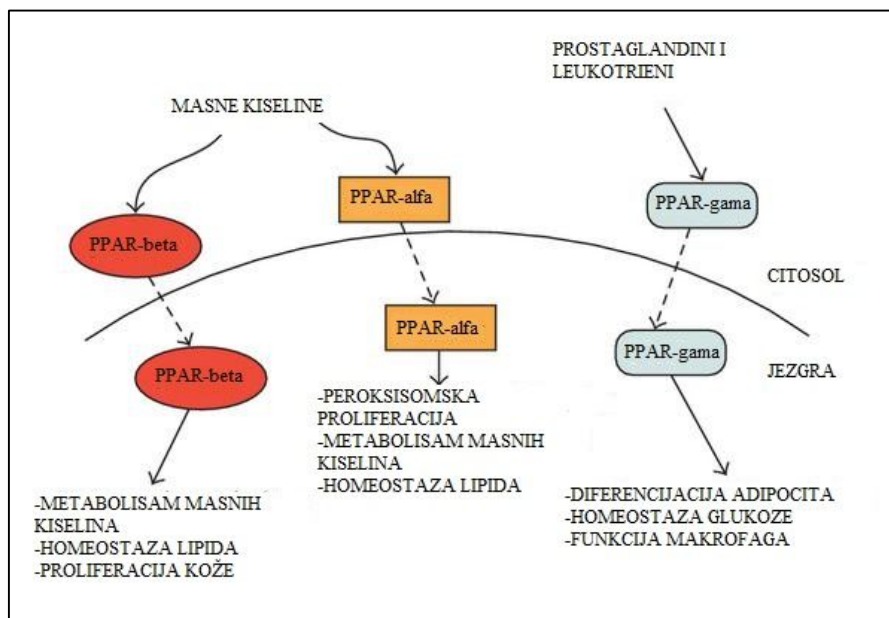 PROSTAGLANDINI I
LEUKOTRIENI
MASNE KISELINE
PPAR-alfa
PPAR-gama
PPAR-beta
CITOSOL
PPAR-alfa
PPAR-gama
PPAR-beta
JEZGRA
-PEROKSISOMSKA
PROLIFERACIJA
-METABOLISAM MASNIH
KISELINA
-HOMEOSTAZA LIPIDA
-METABOLISAM MASNIH
KISELINA
-HOMEOSTAZA LIPIDA
-PROLIFERACIJA KOŽE
-DIFERENCIJACIJA ADIPOCITA
-HOMEOSTAZA GLUKOZE
-FUNKCIJA MAKROFAGA